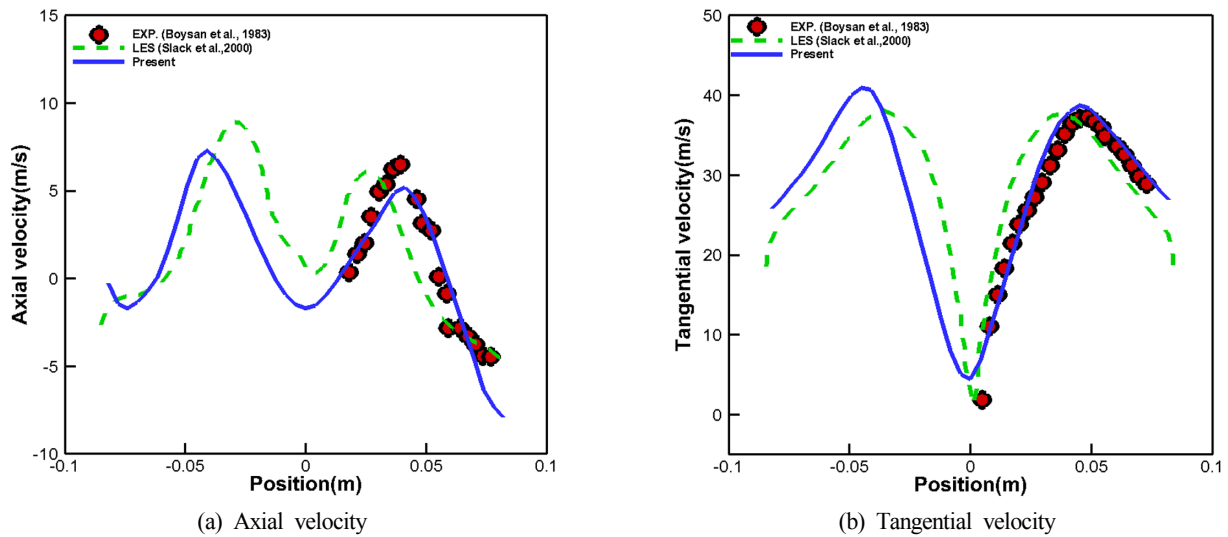 EXP. (Boysan et al., 1983)
LES (Slack et al.,2000)
Present
15
10
5
0
-5
-10
Axial velocity(m/s)
-0.1
-0.05
0
0.05
0.1
Position(m)
(a) Axial velocity
EXP. (Boysan et al., 1983)
LES (Slack et al.,2000)
Present
50
40
30
20
10
0
Tangential velocity(m/s)
-0.1
-0.05
0
0.05
0.1
Position(m)
(b) Tangential velocity